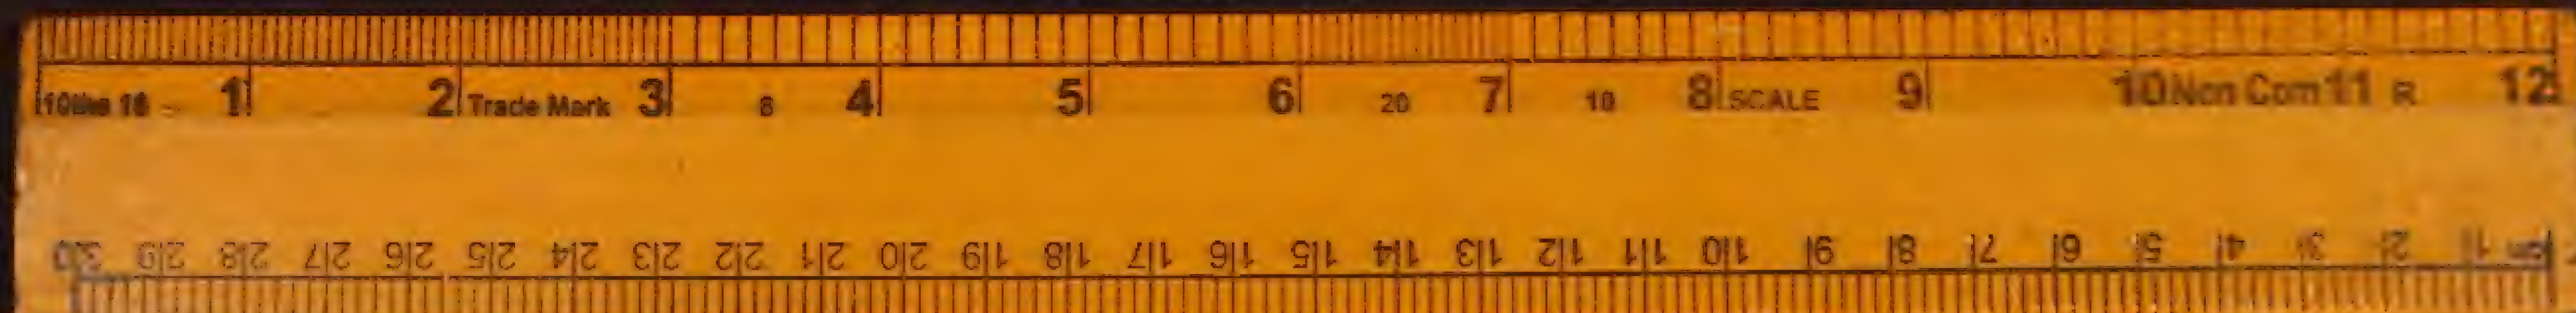 10ths 16 1 2 Trade Mark 3 8 4 5 6 20 7 10 8 SCALE 9 10 Non Com 11 R 12
30 29 28 27 26 25 24 23 22 21 20 19 18 17 16 15 14 13 12 11 10 9 8 7 6 5 4 3 2 1 cm